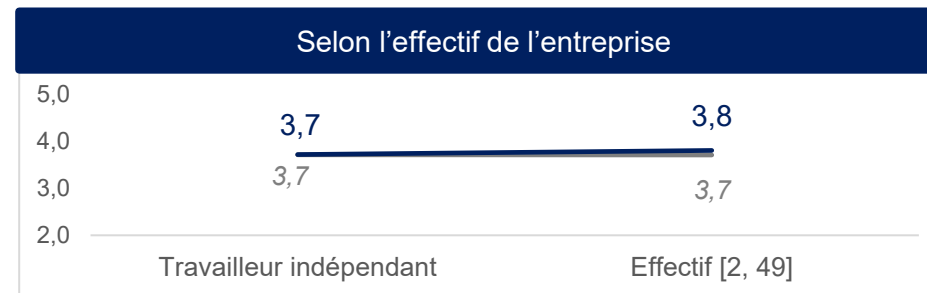 Selon l’effectif de l’entreprise
5,0
4,0
3,0
2,0
3,7
3,8
3,7
3,7
Travailleur indépendant
Effectif [2, 49]